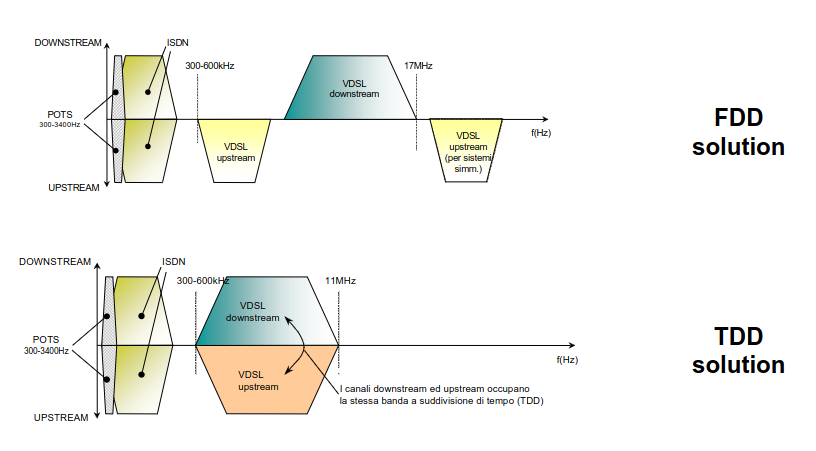 DOWNSTREAM
ISDN
300-600kHz
17MHz
VDSL
downstream
POTS
300-3400Hz
f(Hz)
VDSL
upstream
VDSL
upstream
(per sistemi
simm.)
UPSTREAM
FDD
solution
DOWNSTREAM
ISDN
300-600kHz
11MHz
VDSL
downstream
POTS
300-3400Hz
f(Hz)
VDSL
upstream
I canali downstream ed upstream occupano
la stessa banda a suddivisione di tempo (TDD)
UPSTREAM
TDD
solution